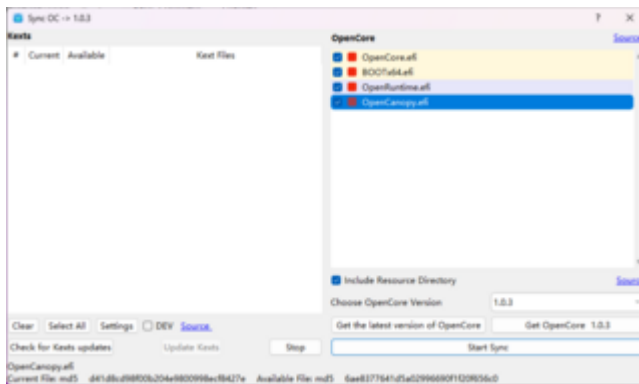 Sync OC -> 1.0.3
Kexts
# Current Available Kext Files
OpenCore
Source
OpenCore.efi
BOOTx64.efi
OpenRuntime.efi
OpenCanopy.efi
Include Resource Directory
Source
Choose OpenCore Version
1.0.3
Clear
Select All
Settings
DEV
Source
Get the latest version of OpenCore
Get OpenCore 1.0.3
Check for Kexts updates
Update Kexts
Stop
Start Sync
OpenCanopy.efi
Current File: md5 d41d8cd98f00b204e9800998ecf8427e Available File: md5